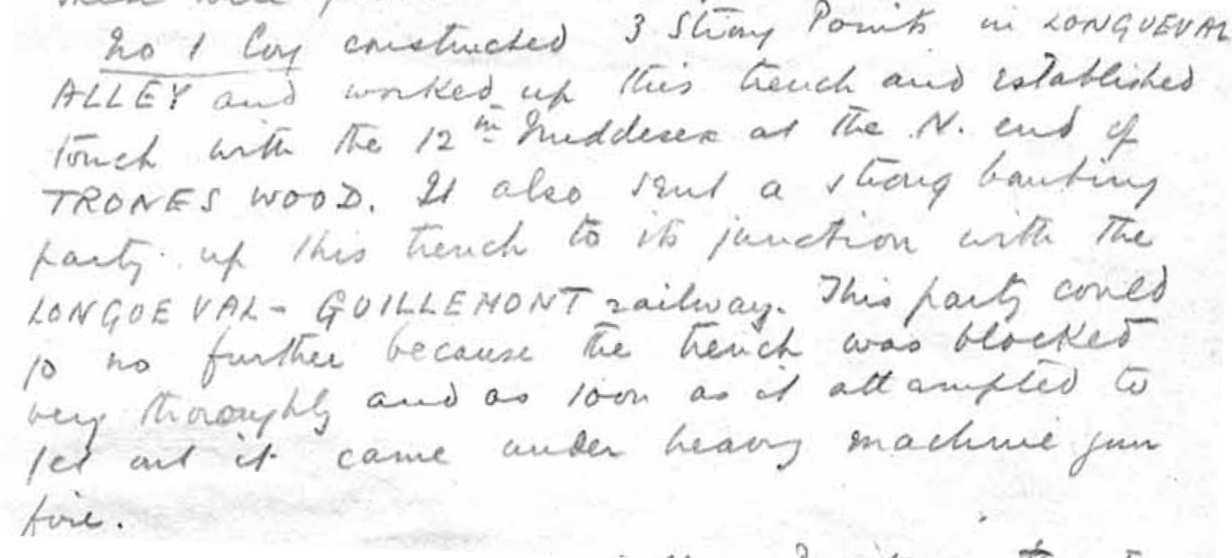 No 1 Coy constructed 3 Strong Points in LONGUEVAL
ALLEY and worked up this trench and established
touch with the 12th Middlesex at the N. end of
TRONES WOOD. It also sent a strong bombing
party up this trench to its junction with the
LONGUEVAL - GUILLEMONT railway. This party could
go no further because the trench was blocked
very thoroughly and as soon as it attempted to
get out it came under heavy machine gun
fire.